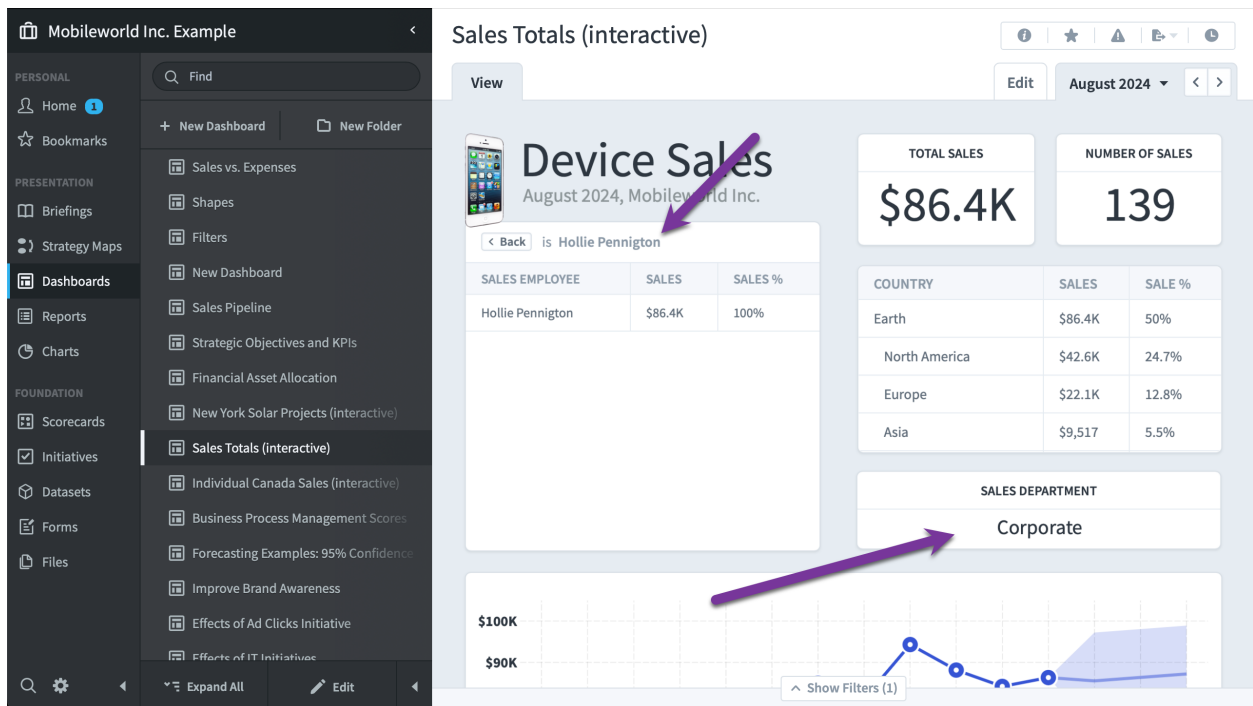 Mobileworld Inc. Example
PERSONAL
Home 1
Bookmarks
PRESENTATION
Briefings
Strategy Maps
Dashboards
Reports
Charts
FOUNDATION
Scorecards
Initiatives
Datasets
Forms
Files
Find
+ New Dashboard New Folder
Sales vs. Expenses
Shapes
Filters
New Dashboard
Sales Pipeline
Strategic Objectives and KPIs
Financial Asset Allocation
New York Solar Projects (interactive)
Sales Totals (interactive)
Individual Canada Sales (interactive)
Business Process Management Scores
Forecasting Examples: 95% Confidence
Improve Brand Awareness
Effects of Ad Clicks Initiative
Effects of IT Initiatives
Expand All Edit
Sales Totals (interactive)
View Edit August 2024
Device Sales
August 2024, Mobileworld Inc.
Back is Hollie Pennigton
SALES EMPLOYEE SALES SALES %
Hollie Pennigton $86.4K 100%
TOTAL SALES
$86.4K
NUMBER OF SALES
139
COUNTRY SALES SALE %
Earth $86.4K 50%
North America $42.6K 24.7%
Europe $22.1K 12.8%
Asia $9,517 5.5%
SALES DEPARTMENT
Corporate
$100K
$90K
Show Filters (1)